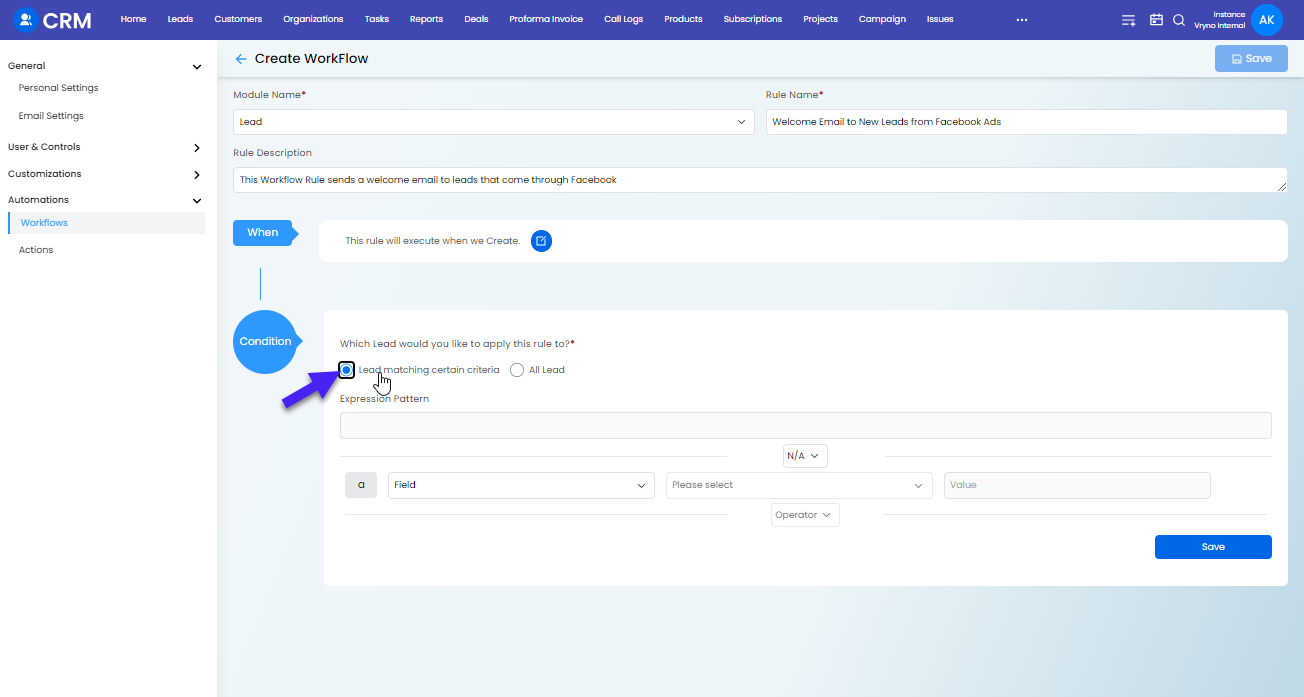 CRM
Home Leads Customers Organizations Tasks Reports Deals Proforma Invoice Call Logs Products Subscriptions Projects Campaign Issues ...
Instance
Vryno Internal
AK
General
Personal Settings
Email Settings
User & Controls
Customizations
Automations
Workflows
Actions
Create WorkFlow
Save
Module Name*
Rule Name*
Lead
Welcome Email to New Leads from Facebook Ads
Rule Description
This Workflow Rule sends a welcome email to leads that come through Facebook
When
This rule will execute when we Create.
Condition
Which Lead would you like to apply this rule to?*
Lead matching certain criteria All Lead
Expression Pattern
N/A
a Field Please select Value
Operator
Save